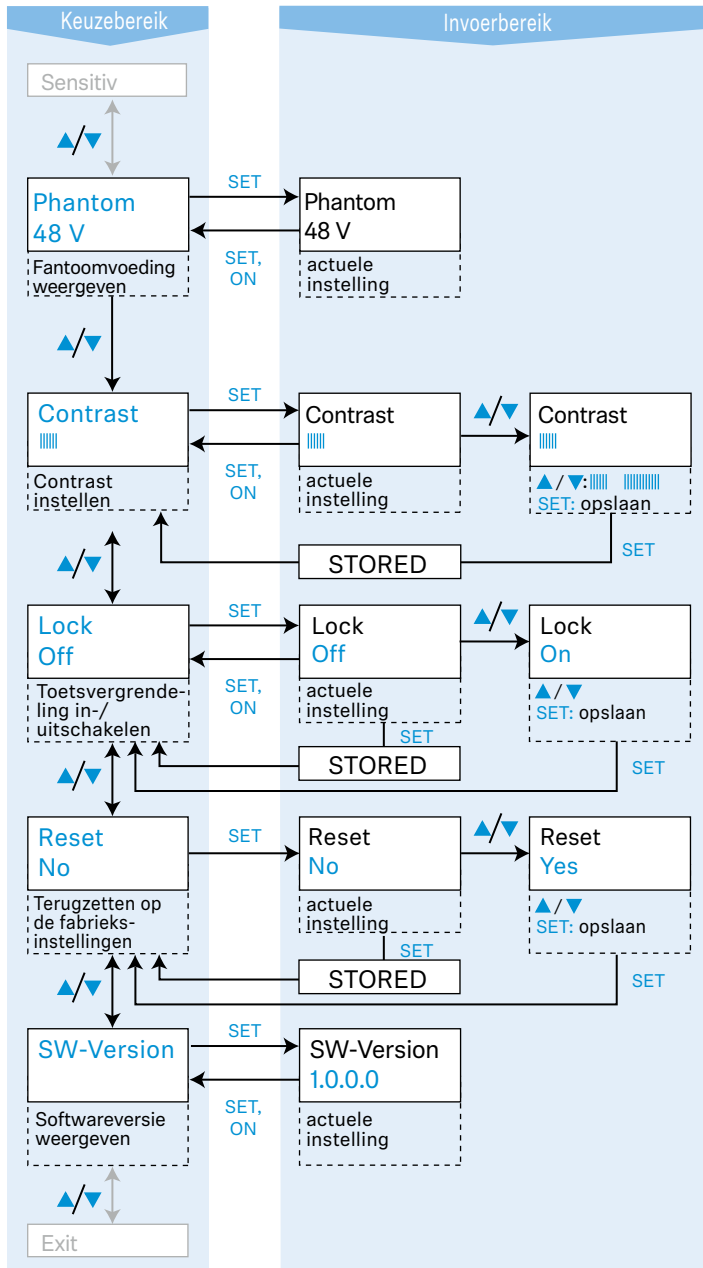 Keuzebereik
Invoerbereik
Sensitiv
▲/▼
Phantom
48 V
SET
Phantom
48 V
SET,
ON
Fantoomvoeding
weergeven
actuele
instelling
▲/▼
Contrast
SET
Contrast
▲/▼
Contrast
SET,
ON
Contrast
instellen
actuele
instelling
▲ / ▼:
SET: opslaan
SET
STORED
▲/▼
Lock
Off
SET
Lock
Off
▲/▼
Lock
On
SET,
ON
Toetsvergrende-
ling in-/
uitschakelen
actuele
instelling
▲ / ▼
SET: opslaan
SET
STORED
SET
▲/▼
Reset
No
SET
Reset
No
▲/▼
Reset
Yes
Terugzetten op
de fabrieks-
instellingen
actuele
instelling
▲ / ▼
SET: opslaan
SET
STORED
SET
▲/▼
SW-Version
SET
SW-Version
1.0.0.0
SET,
ON
Softwareversie
weergeven
actuele
instelling
▲/▼
Exit